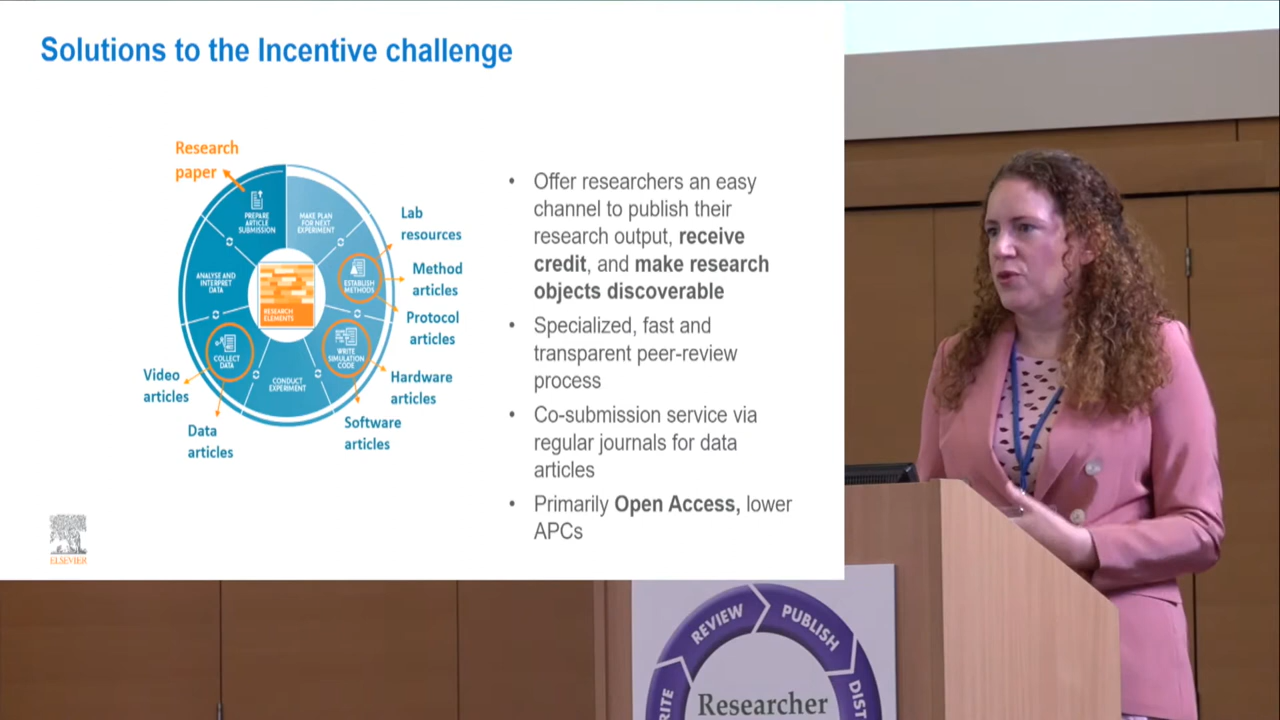 Solutions to the Incentive challenge
Research
paper
PREPARE
ARTICLE
SUBMISSION
MAKE PLAN
FOR NEXT
EXPERIMENT
Lab
resources
ESTABLISH
METHODS
Method
articles
Protocol
articles
ANALYSE AND
INTERPRET
DATA
RESEARCH
ELEMENTS
WRITE
SIMULATION
CODE
Hardware
articles
COLLECT
DATA
CONDUCT
EXPERIMENT
Video
articles
Data
articles
Software
articles
• Offer researchers an easy
channel to publish their
research output, receive
credit, and make research
objects discoverable
• Specialized, fast and
transparent peer-review
process
• Co-submission service via
regular journals for data
articles
• Primarily Open Access, lower
APCs
ELSEVIER
REVIEW
PUBLISH
RITE
DIST
Researcher